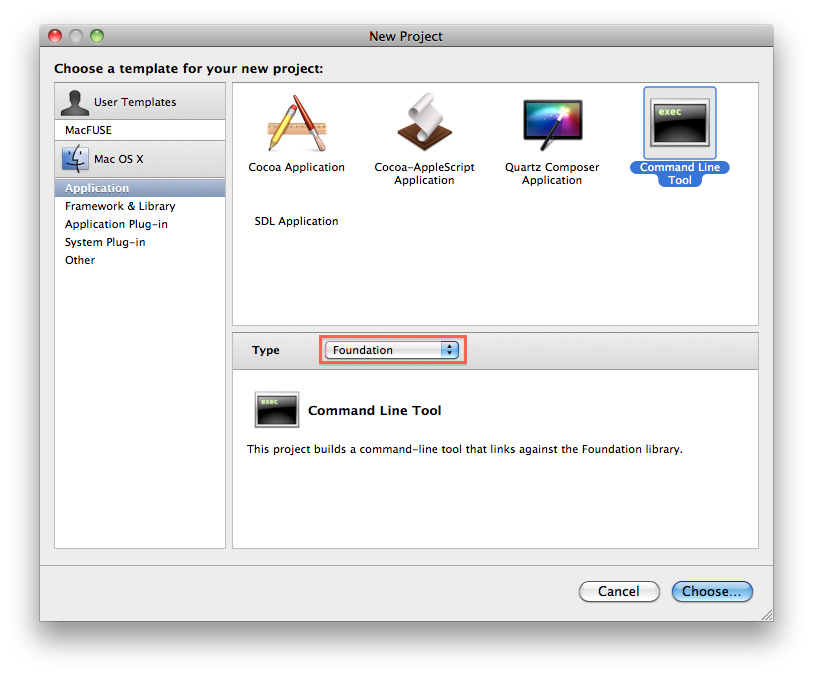 New Project
Choose a template for your new project:
User Templates
MacFUSE
Mac OS X
Application
Framework & Library
Application Plug-in
System Plug-in
Other
exec
Cocoa Application
Cocoa-AppleScript
Application
Quartz Composer
Application
Command Line
Tool
SDL Application
Type
Foundation
exec
Command Line Tool
This project builds a command-line tool that links against the Foundation library.
Cancel
Choose...